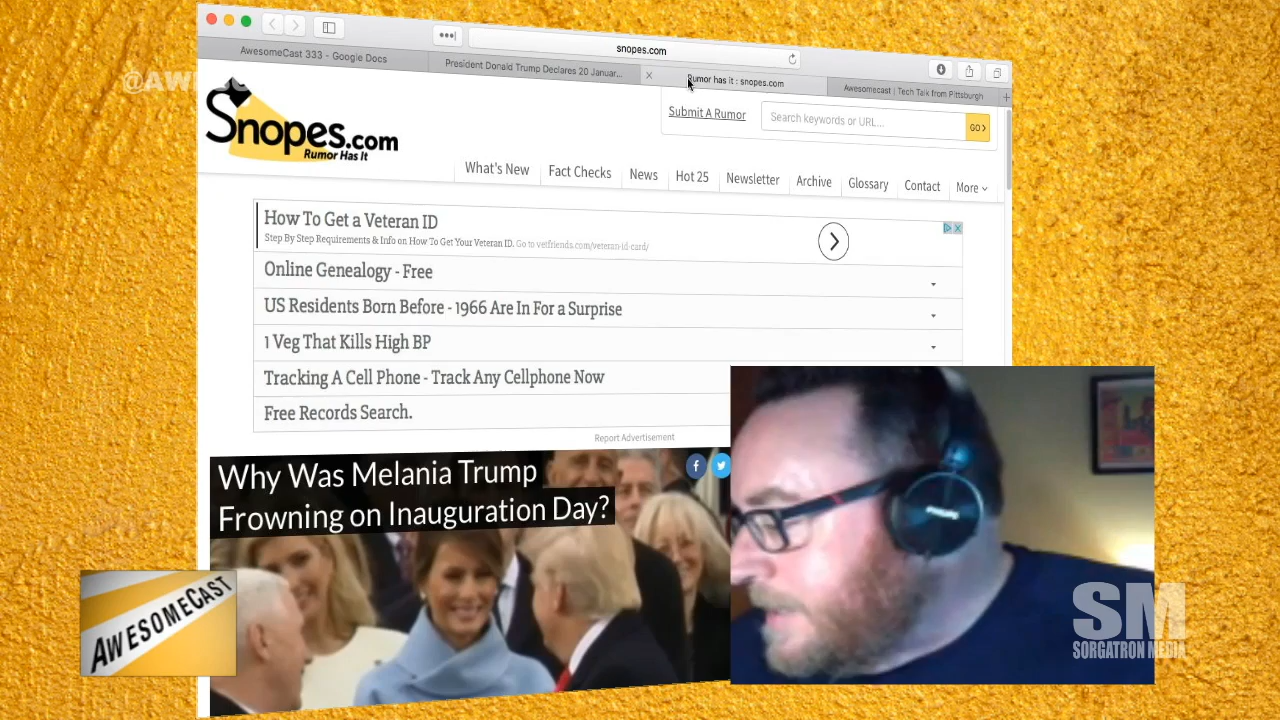 •••|
snopes.com
AwesomeCast 333 - Google Docs
President Donald Trump Declares 20 Januar...
Rumor has it : snopes.com
Awesomecast | Tech Talk from Pittsburgh
Snopes.com
Rumor Has It
Submit A Rumor
Search keywords or URL...
GO
What's New
Fact Checks
News
Hot 25
Newsletter
Archive
Glossary
Contact
More
How To Get a Veteran ID
Step By Step Requirements & Info on How To Get Your Veteran ID. Go to vetfriends.com/veteran-id-card/
Online Genealogy - Free
US Residents Born Before - 1966 Are In For a Surprise
1 Veg That Kills High BP
Tracking A Cell Phone - Track Any Cellphone Now
Free Records Search.
Report Advertisement
Why Was Melania Trump
Frowning on Inauguration Day?
PHILIPS
AWESOMECAST
SM
SORGATRON MEDIA